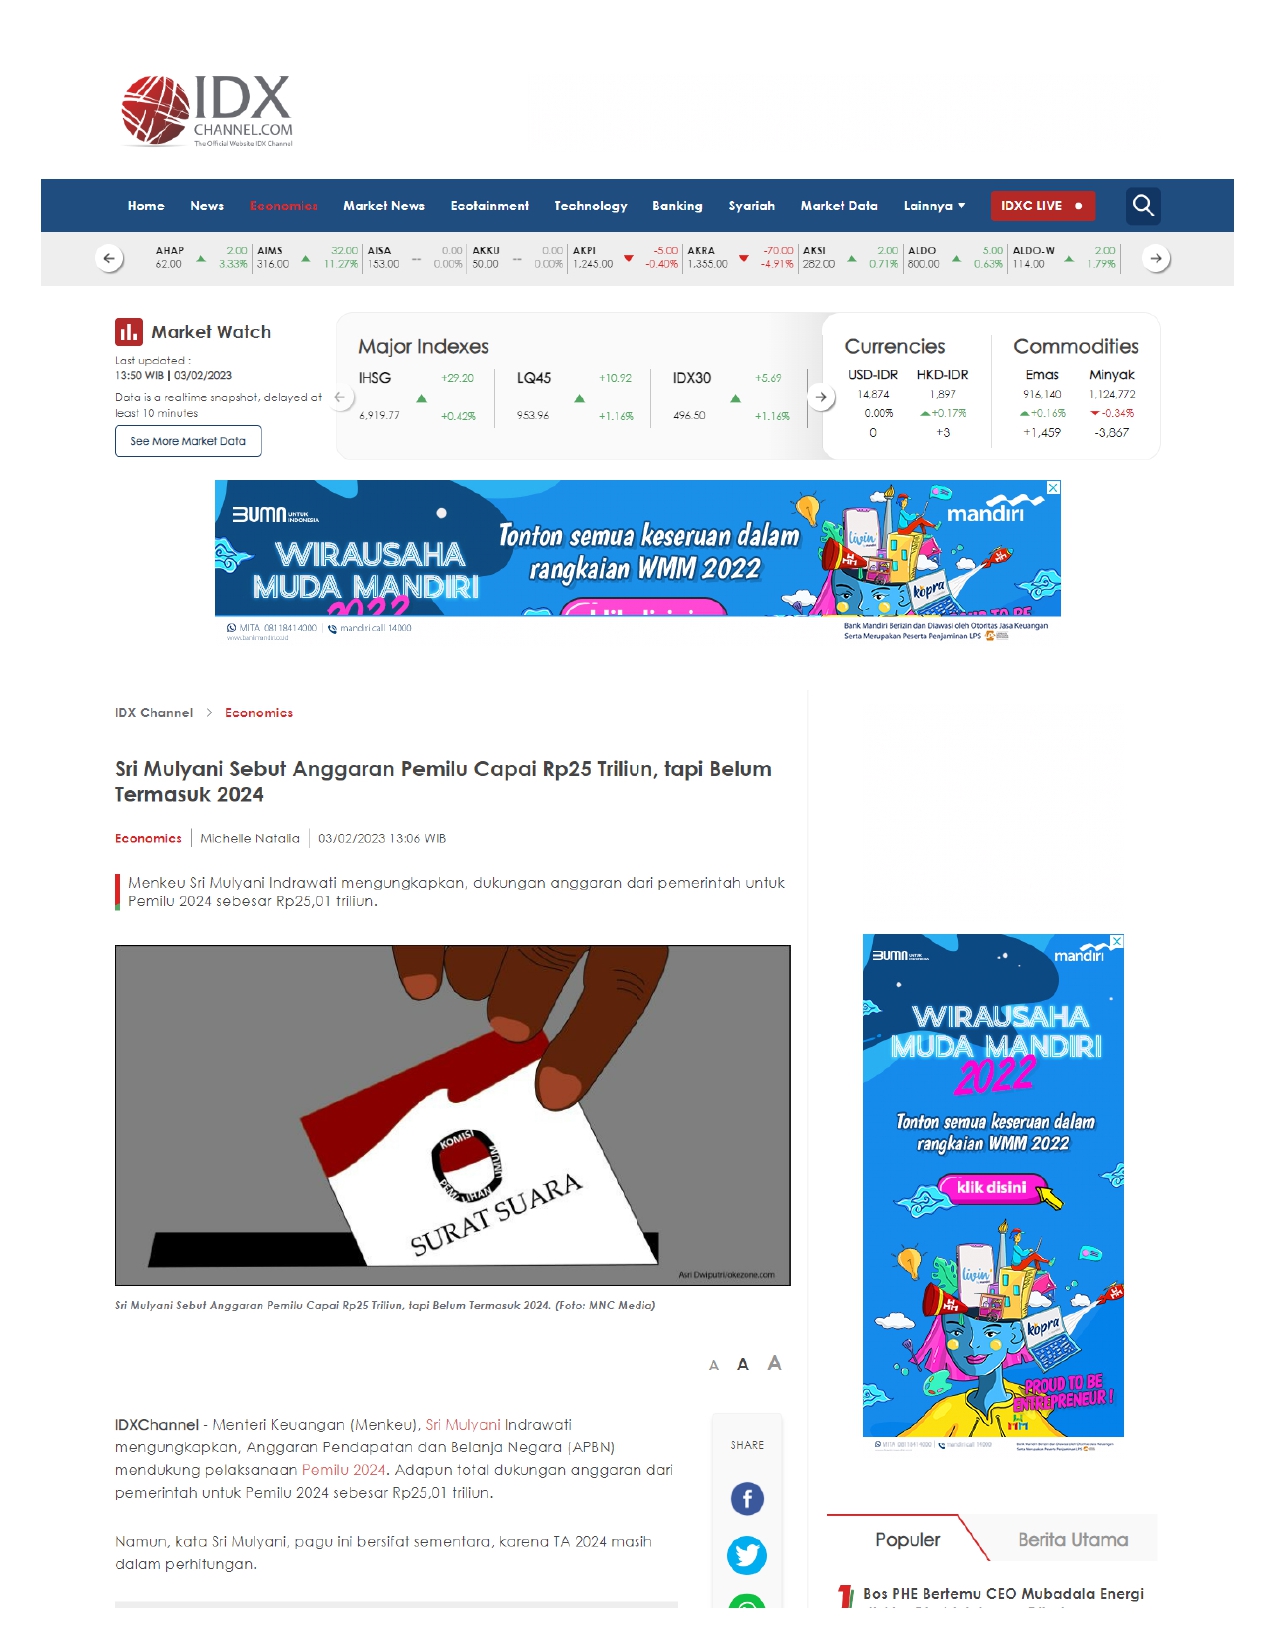 IDX
CHANNEL.COM
The Official Website IDX Channel
Home News Economics Market News Ecotainment Technology Banking Syariah Market Data Lainnya IDXC LIVE
AHAP 2.00 AIMS 32.00 AISA 0.00 AKKU 0.00 AKPI -5.00 AKRA -70.00 AKSI 2.00 ALDO 5.00 ALDO-W 2.00
62.00 3.33% 316.00 11.27% 153.00 0.00% 50.00 0.00% 1,245.00 -0.40% 1,355.00 -4.91% 282.00 0.71% 800.00 0.63% 114.00 1.79%
Market Watch
Last updated :
13:50 WIB | 03/02/2023
Data is a realtime snapshot, delayed at
least 10 minutes
See More Market Data
Major Indexes
IHSG +29.20 LQ45 +10.92 IDX30 +5.69
6,919.77 +0.42% 953.96 +1.16% 496.50 +1.16%
Currencies
USD-IDR HKD-IDR
14,874 1,897
0.00% +0.17%
0 +3
Commodities
Emas Minyak
916,140 1,124,772
+0.16% -0.34%
+1,459 -3,867
BUMN UNTUK INDONESIA
WIRAUSAHA
MUDA MANDIRI
2022
Tonton semua keseruan dalam
rangkaian WMM 2022
klik disini
mandiri
livin'
kopra
MITA 08118414000 | mandiri call 14000
www.bankmandiri.co.id
Bank Mandiri Berizin dan Diawasi oleh Otoritas Jasa Keuangan
Serta Merupakan Peserta Penjaminan LPS
IDX Channel > Economics
Sri Mulyani Sebut Anggaran Pemilu Capai Rp25 Triliun, tapi Belum
Termasuk 2024
Economics | Michelle Natalia | 03/02/2023 13:06 WIB
Menkeu Sri Mulyani Indrawati mengungkapkan, dukungan anggaran dari pemerintah untuk
Pemilu 2024 sebesar Rp25,01 triliun.
KOMISI
PEMILIHAN
UMUM
SURAT SUARA
Asri Dwiputri/okezone.com
Sri Mulyani Sebut Anggaran Pemilu Capai Rp25 Triliun, tapi Belum Termasuk 2024. (Foto: MNC Media)
A A A
IDXChannel - Menteri Keuangan (Menkeu), Sri Mulyani Indrawati
mengungkapkan, Anggaran Pendapatan dan Belanja Negara (APBN)
mendukung pelaksanaan Pemilu 2024. Adapun total dukungan anggaran dari
pemerintah untuk Pemilu 2024 sebesar Rp25,01 triliun.
Namun, kata Sri Mulyani, pagu ini bersifat sementara, karena TA 2024 masih
dalam perhitungan.
SHARE
BUMN
mandiri
WIRAUSAHA
MUDA MANDIRI
2022
Tonton semua keseruan dalam
rangkaian WMM 2022
klik disini
livin'
kopra
PROUD TO BE
ENTREPRENEUR !
Populer Berita Utama
1 Bos PHE Bertemu CEO Mubadala Energi